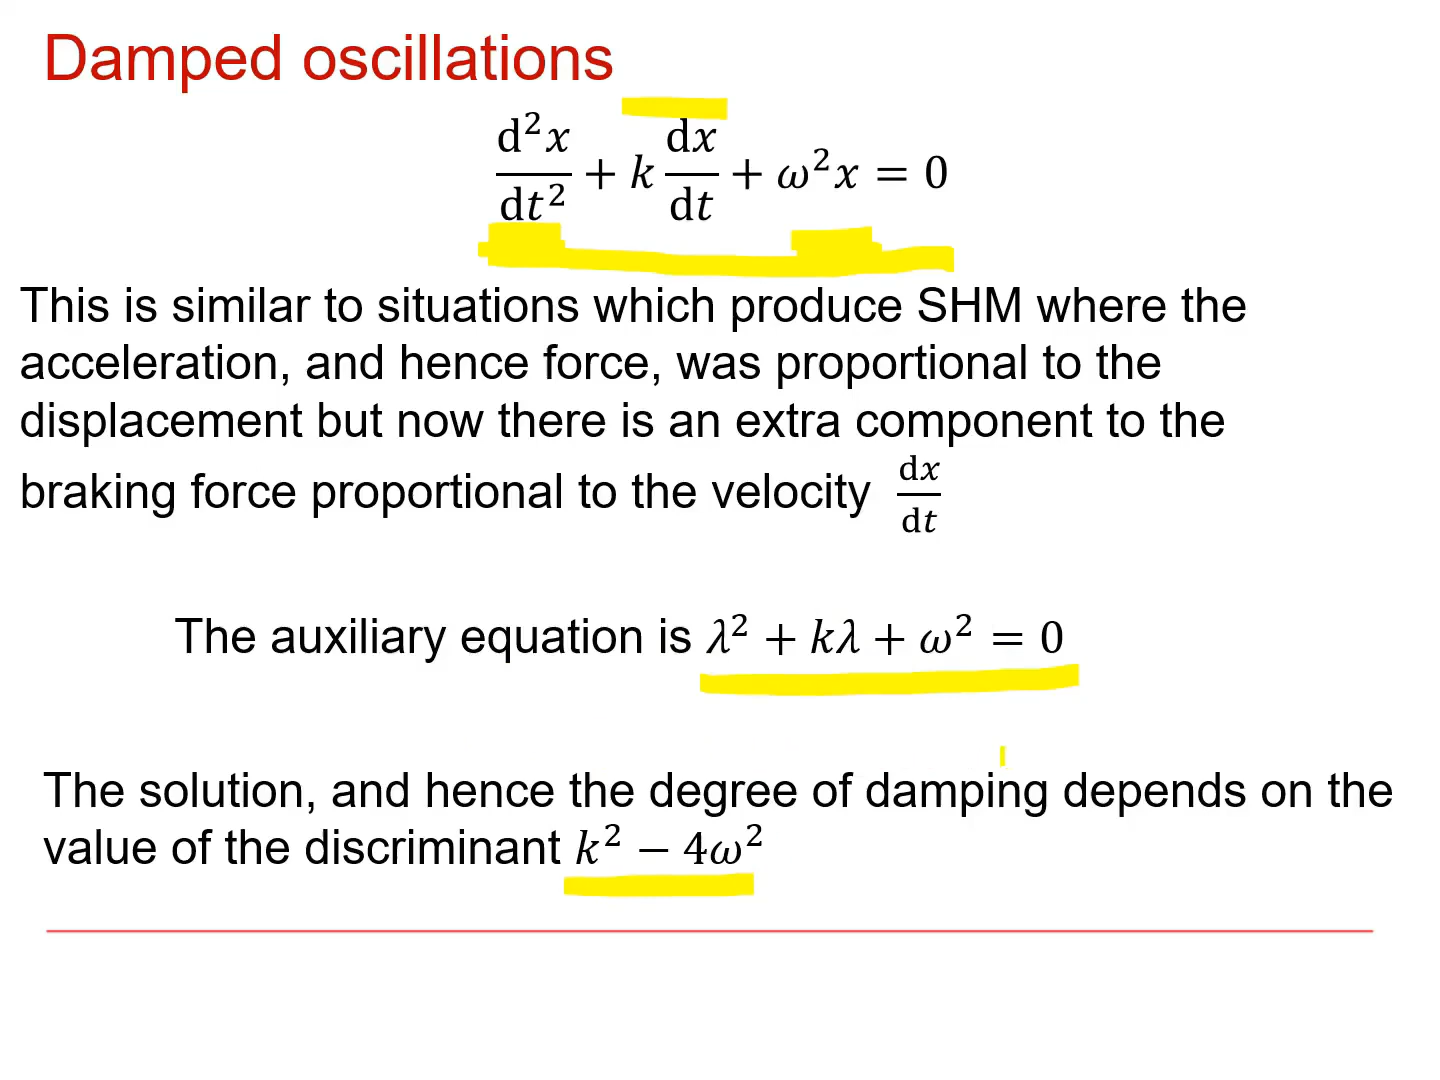 Damped oscillations
d²x/dt² + k dx/dt + ω²x = 0
This is similar to situations which produce SHM where the
acceleration, and hence force, was proportional to the
displacement but now there is an extra component to the
braking force proportional to the velocity dx/dt
The auxiliary equation is λ² + kλ + ω² = 0
The solution, and hence the degree of damping depends on the
value of the discriminant k² − 4ω²